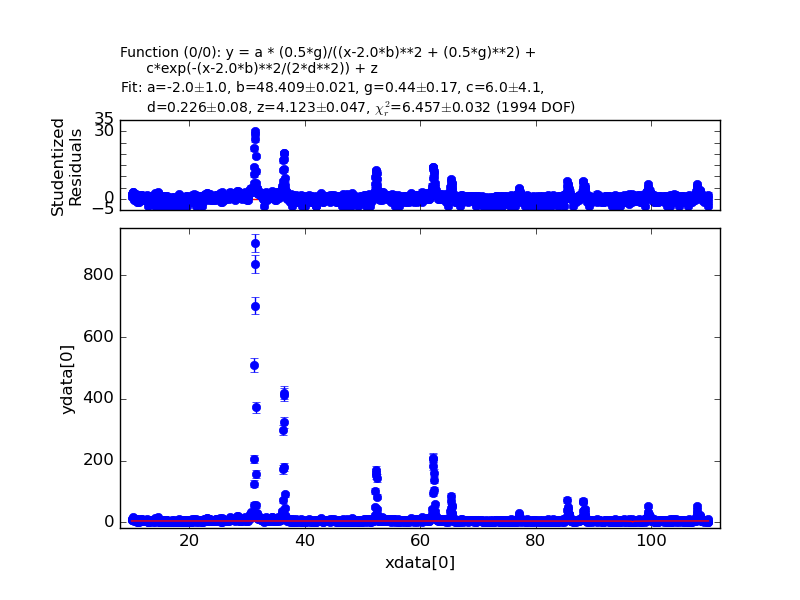 Function (0/0): y = a * (0.5*g)/((x-2.0*b)**2 + (0.5*g)**2) +
c*exp(-(x-2.0*b)**2/(2*d**2)) + z
Fit: a=-2.0±1.0, b=48.409±0.021, g=0.44±0.17, c=6.0±4.1,
d=0.226±0.08, z=4.123±0.047, χ²ᵣ=6.457±0.032 (1994 DOF)
Studentized
Residuals
35
30
0
−5
ydata[0]
800
600
400
200
0
20 40 60 80 100
xdata[0]